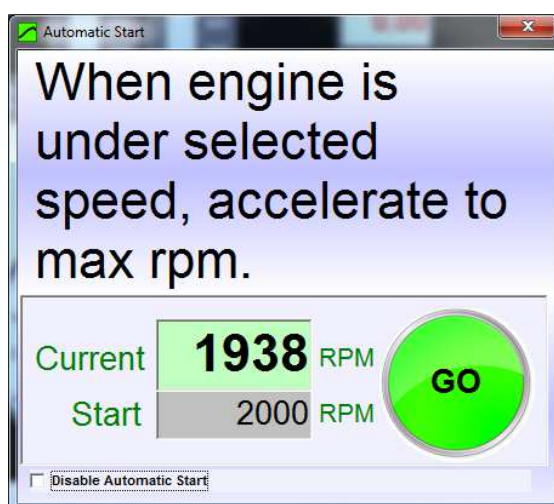 Automatic Start
When engine is
under selected
speed, accelerate to
max rpm.
Current 1938 RPM
GO
Start 2000 RPM
Disable Automatic Start